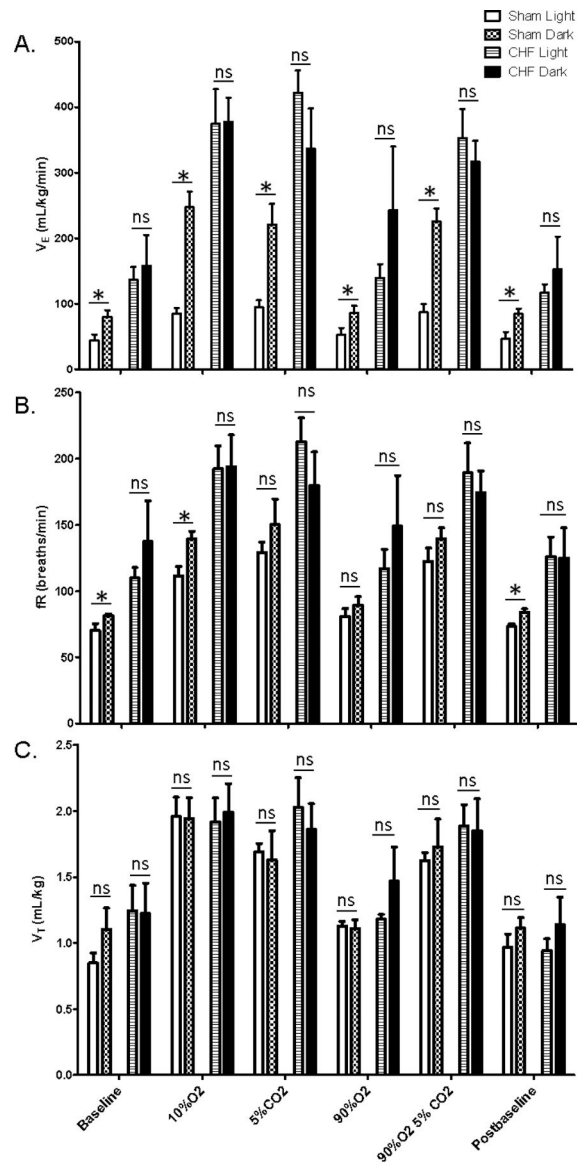 A.
Sham Light
Sham Dark
CHF Light
CHF Dark
VE (mL/kg/min)
500
400
300
200
100
0
* ns * ns * ns * ns * ns * ns
B.
fR (breaths/min)
250
200
150
100
50
0
* ns * ns ns ns ns ns ns ns * ns
C.
VT (mL/kg)
2.5
2.0
1.5
1.0
0.5
0.0
ns ns ns ns ns ns ns ns ns ns ns ns
Baseline
10%O2
5%CO2
90%O2
90%O2 5% CO2
Postbaseline